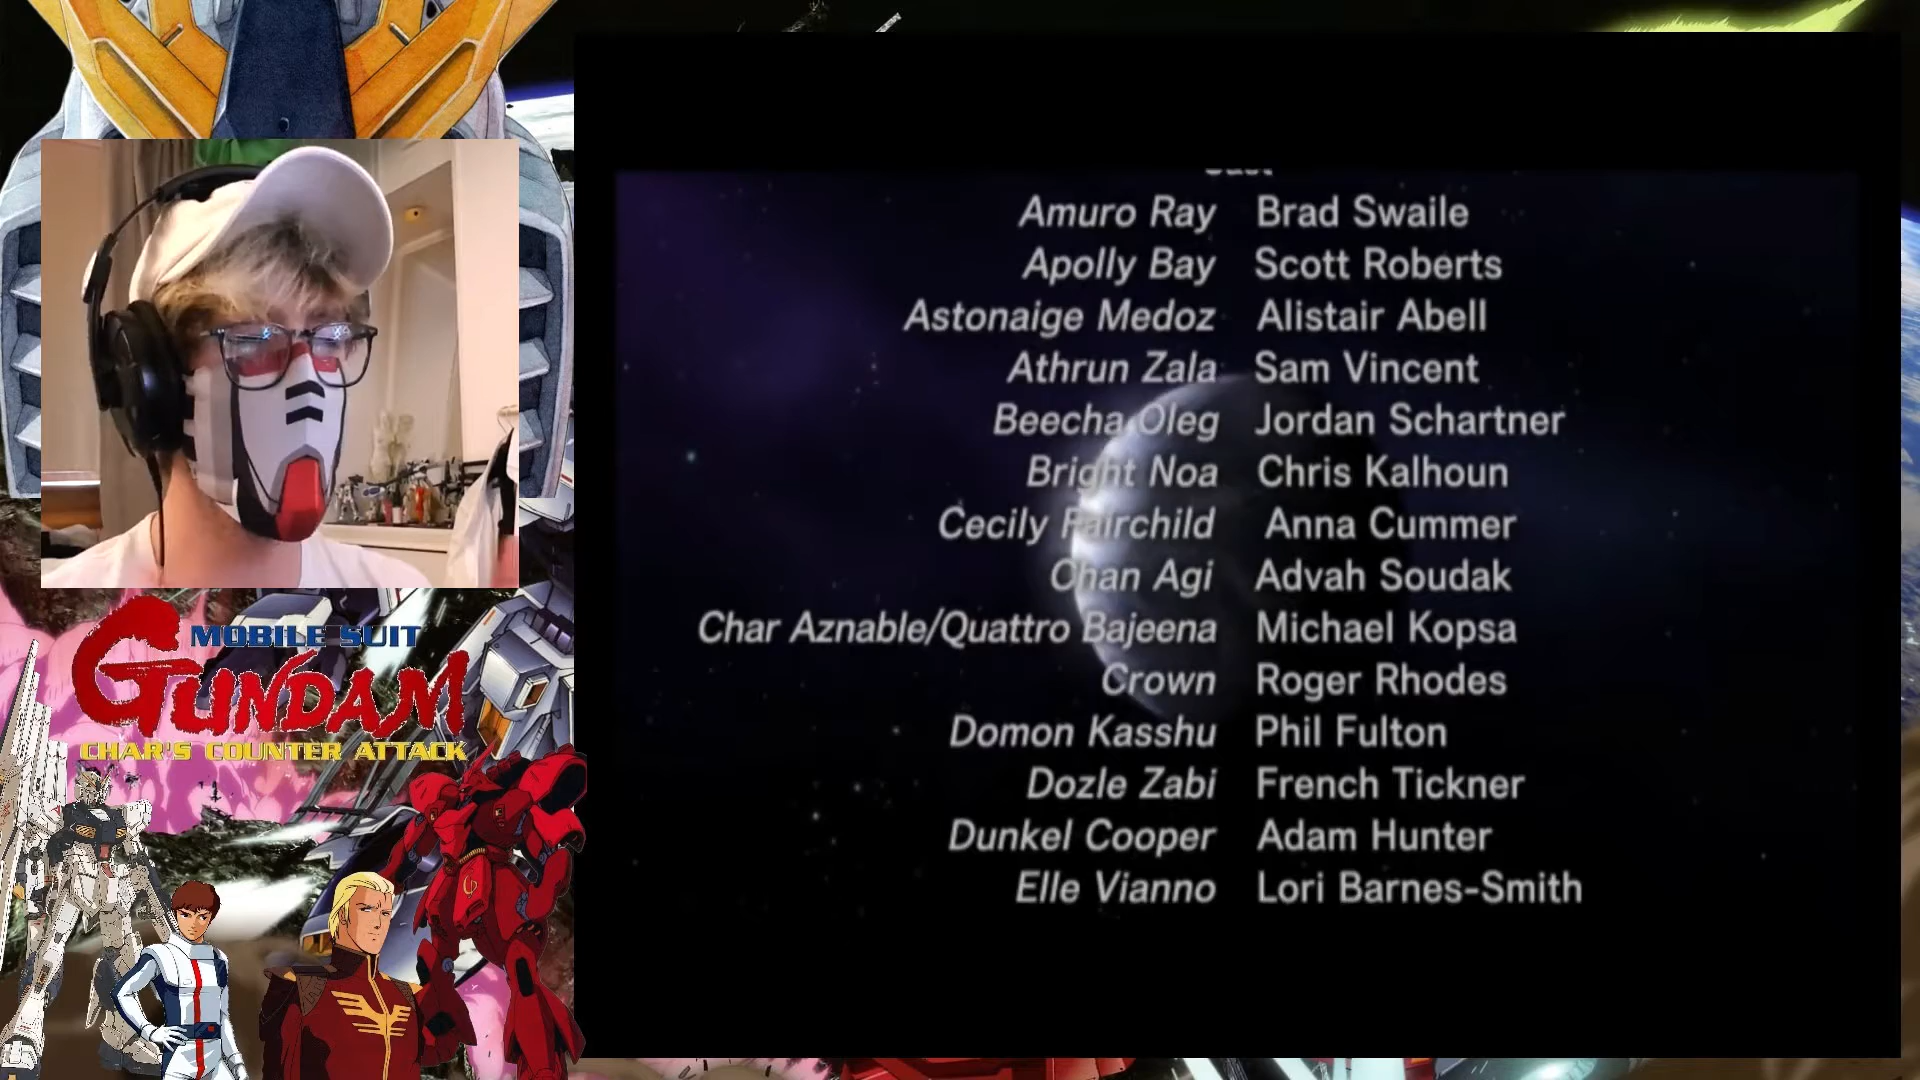 MOBILE SUIT
GUNDAM
CHAR'S COUNTER ATTACK
Cast
Amuro Ray Brad Swaile
Apolly Bay Scott Roberts
Astonaige Medoz Alistair Abell
Athrun Zala Sam Vincent
Beecha Oleg Jordan Schartner
Bright Noa Chris Kalhoun
Cecily Fairchild Anna Cummer
Chan Agi Advah Soudak
Char Aznable/Quattro Bajeena Michael Kopsa
Crown Roger Rhodes
Domon Kasshu Phil Fulton
Dozle Zabi French Tickner
Dunkel Cooper Adam Hunter
Elle Vianno Lori Barnes-Smith